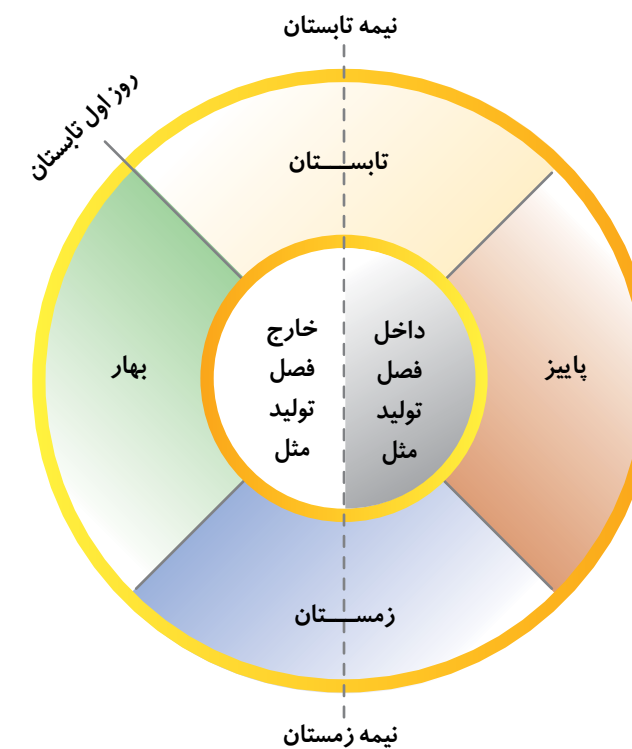 نیمه تابستان
روز اول تابستان
تابســـتان
داخل
فصل
تولید
مثل
خارج
فصل
تولید
مثل
پاییز
بهار
زمســـتان
نیمه زمستان